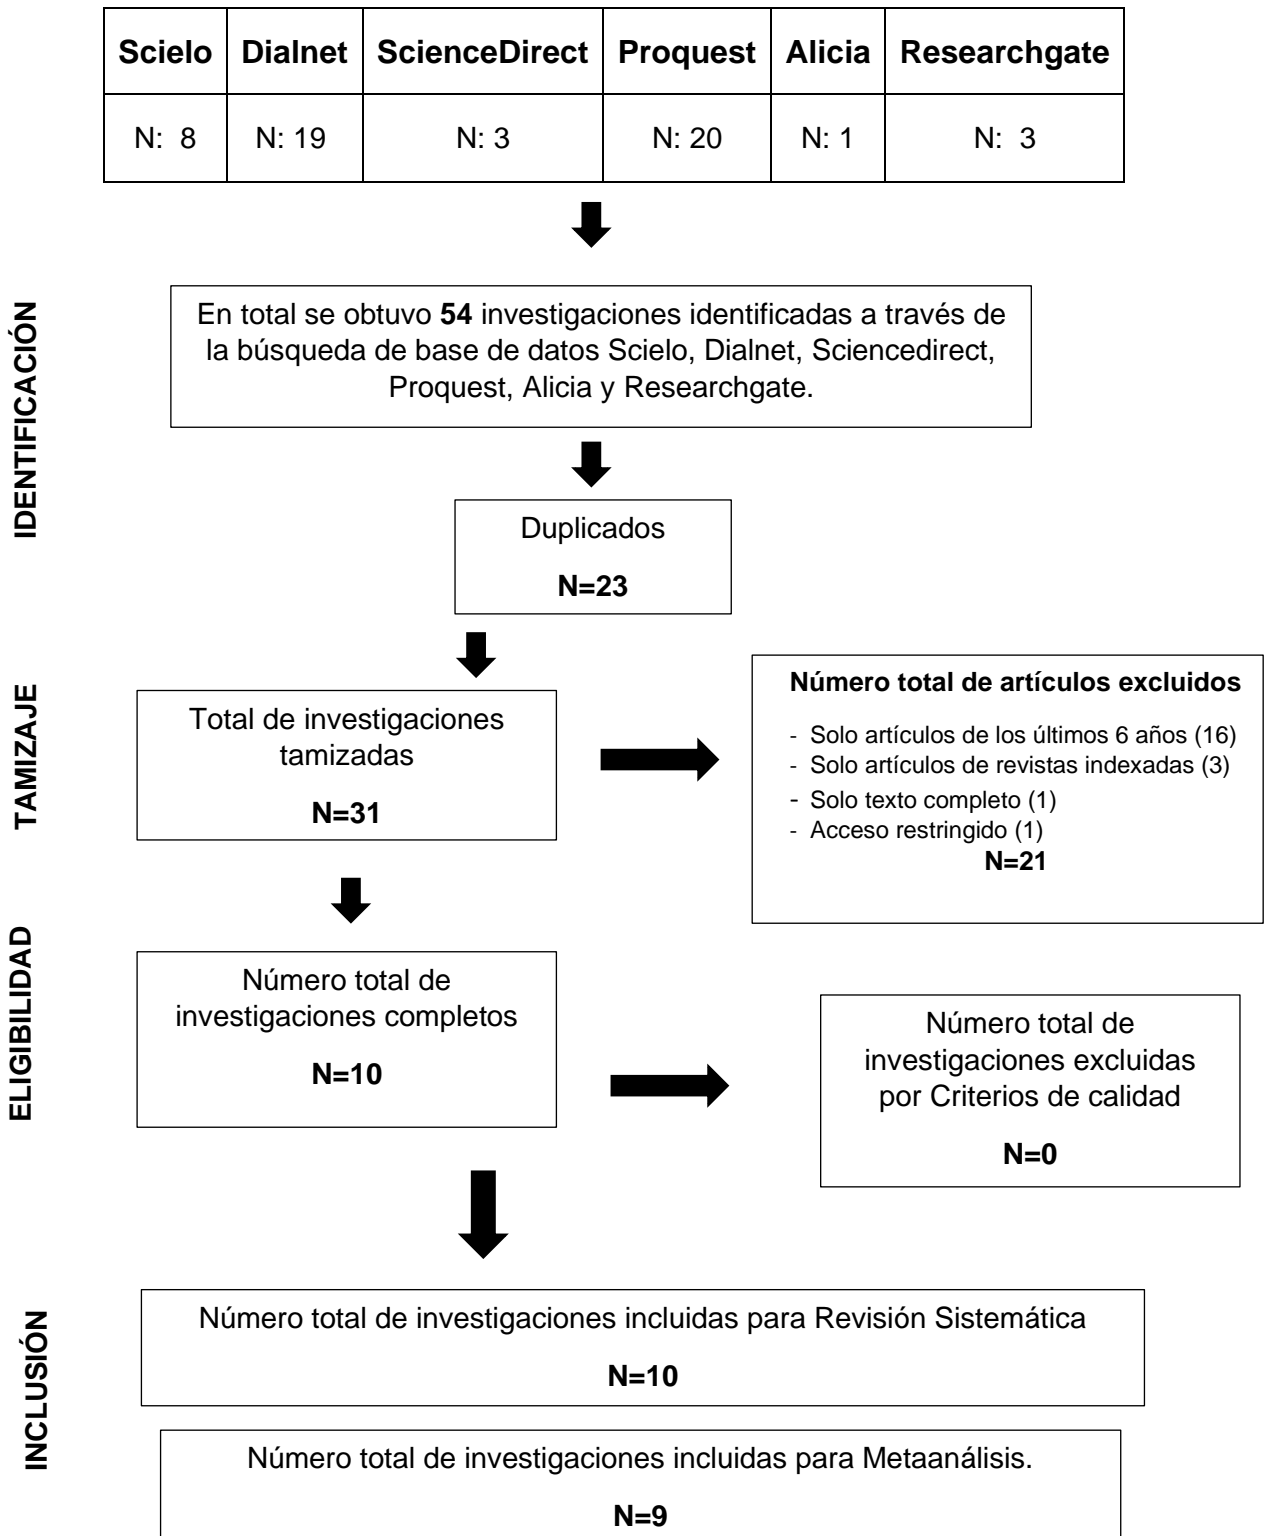 Scielo Dialnet ScienceDirect Proquest Alicia Researchgate
N: 8 N: 19 N: 3 N: 20 N: 1 N: 3
IDENTIFICACIÓN
En total se obtuvo 54 investigaciones identificadas a través de
la búsqueda de base de datos Scielo, Dialnet, Sciencedirect,
Proquest, Alicia y Researchgate.
Duplicados
N=23
TAMIZAJE
Total de investigaciones
tamizadas
N=31
Número total de artículos excluidos
- Solo artículos de los últimos 6 años (16)
- Solo artículos de revistas indexadas (3)
- Solo texto completo (1)
- Acceso restringido (1)
N=21
ELIGIBILIDAD
Número total de
investigaciones completos
N=10
Número total de
investigaciones excluidas
por Criterios de calidad
N=0
INCLUSIÓN
Número total de investigaciones incluidas para Revisión Sistemática
N=10
Número total de investigaciones incluidas para Metaanálisis.
N=9